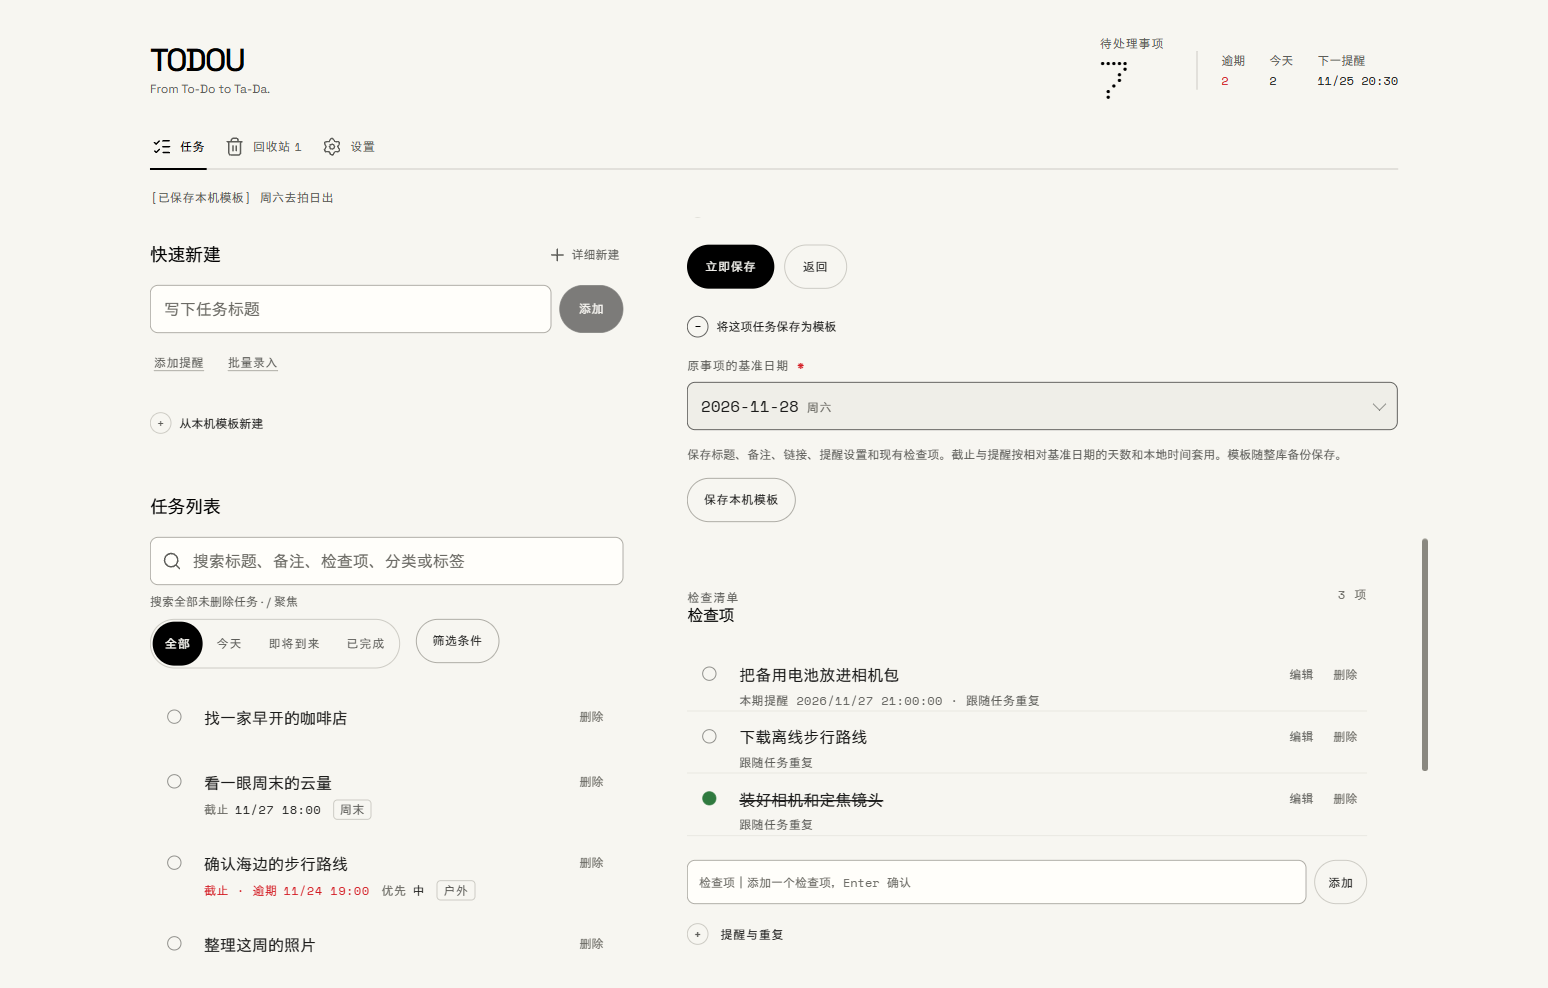 TODOU
From To-Do to Ta-Da.
待处理事项
7
逾期
2
今天
2
下一提醒
11/25 20:30
任务
回收站 1
设置
[已保存本机模板] 周六去拍日出
快速新建
详细新建
写下任务标题
添加
添加提醒
批量录入
+ 从本机模板新建
任务列表
搜索标题、备注、检查项、分类或标签
搜索全部未删除任务 · / 聚焦
全部
今天
即将到来
已完成
筛选条件
找一家早开的咖啡店
删除
看一眼周末的云量
删除
截止 11/27 18:00 周末
确认海边的步行路线
删除
截止 · 逾期 11/24 19:00 优先 中 户外
整理这周的照片
删除
立即保存
返回
− 将这项任务保存为模板
原事项的基准日期 *
2026-11-28 周六
保存标题、备注、链接、提醒设置和现有检查项。截止与提醒按相对基准日期的天数和本地时间套用。模板随整库备份保存。
保存本机模板
检查清单
检查项
3 项
把备用电池放进相机包
编辑 删除
本期提醒 2026/11/27 21:00:00 · 跟随任务重复
下载离线步行路线
编辑 删除
跟随任务重复
装好相机和定焦镜头
编辑 删除
跟随任务重复
检查项 | 添加一个检查项，Enter 确认
添加
+ 提醒与重复